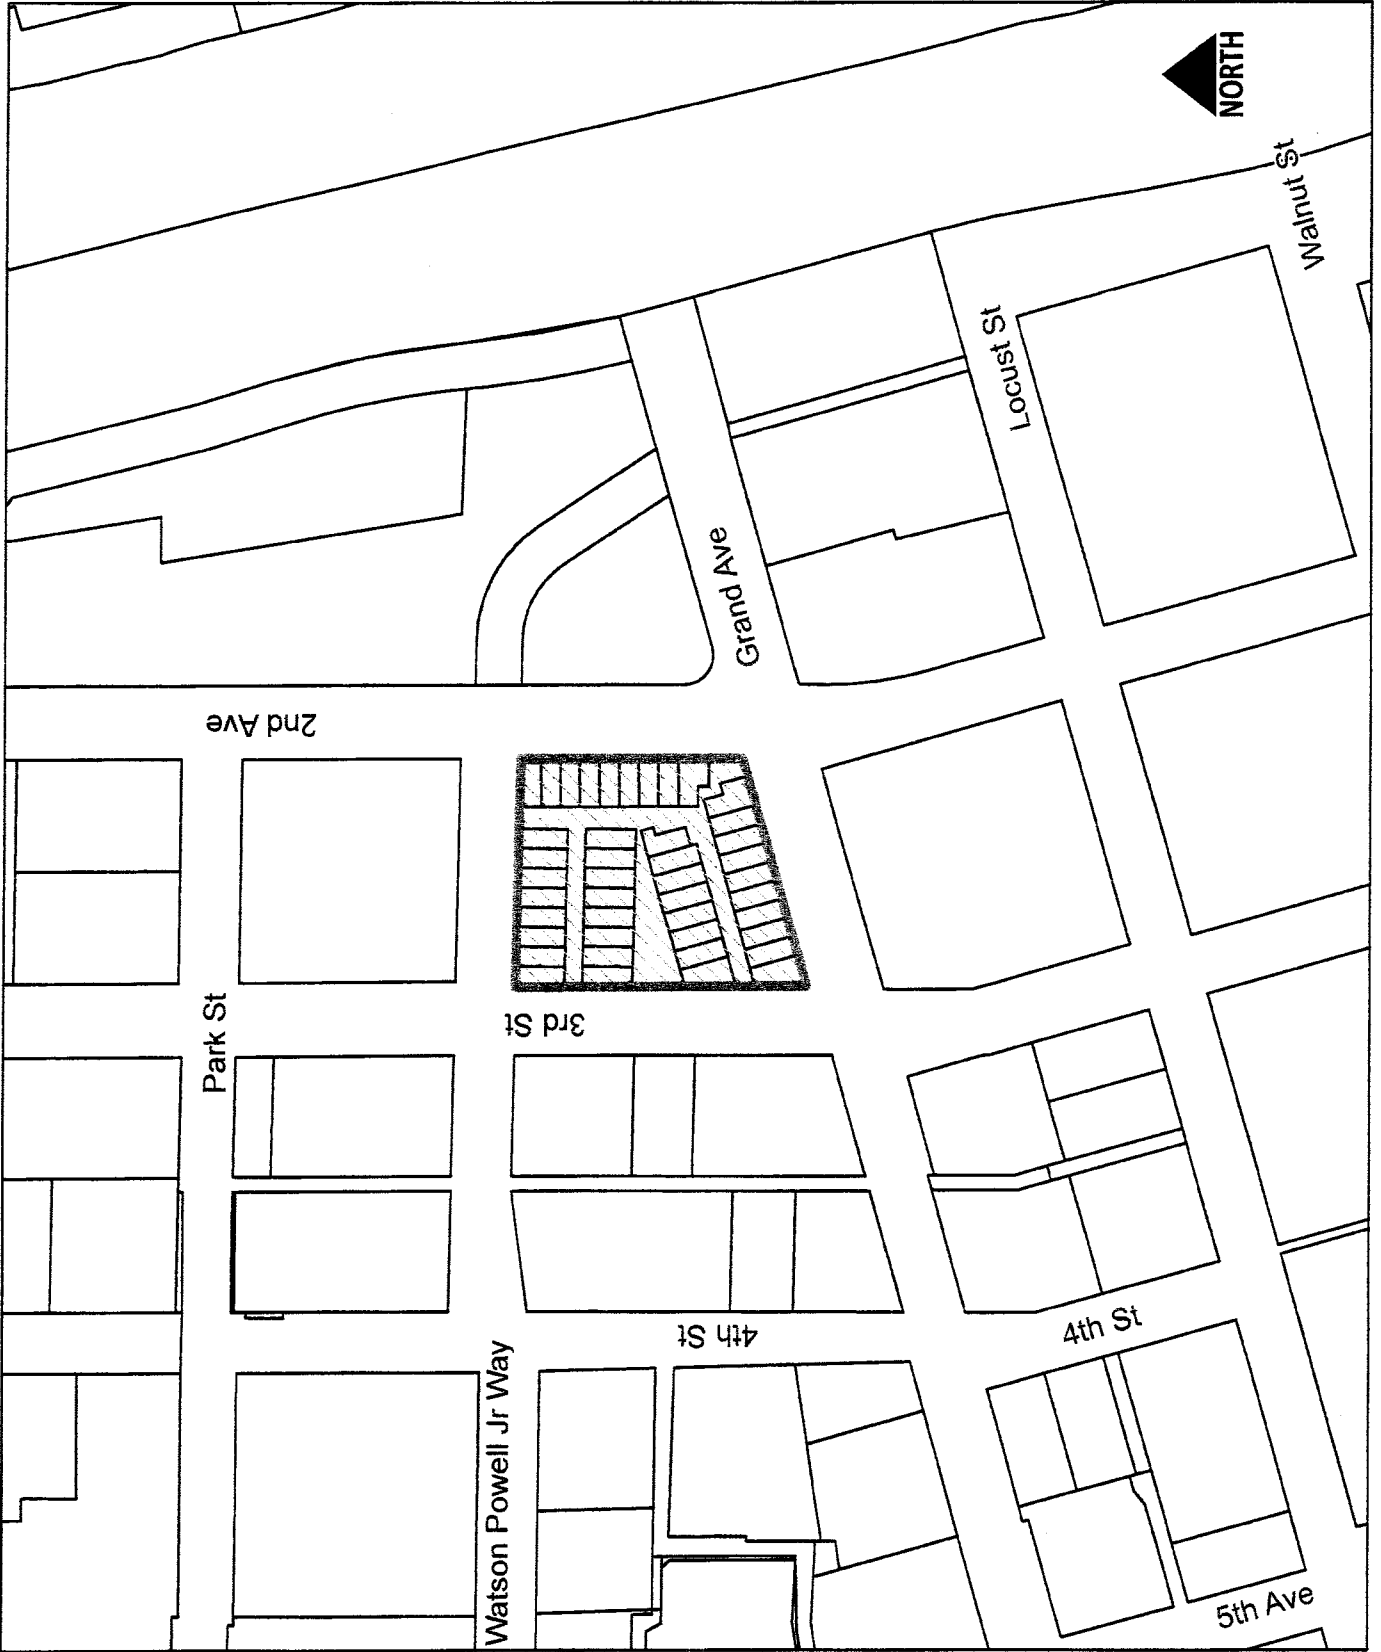 NORTH
Walnut St
Locust St
Grand Ave
2nd Ave
Park St
3rd St
4th St
4th St
Watson Powell Jr Way
5th Ave